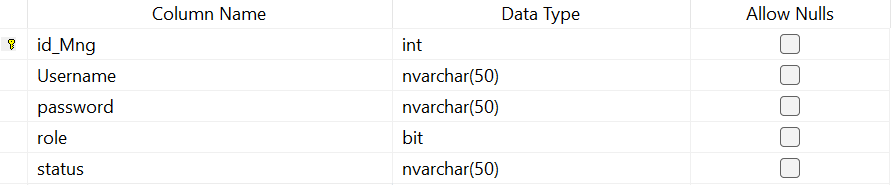 Column Name Data Type Allow Nulls
id_Mng int
Username nvarchar(50)
password nvarchar(50)
role bit
status nvarchar(50)